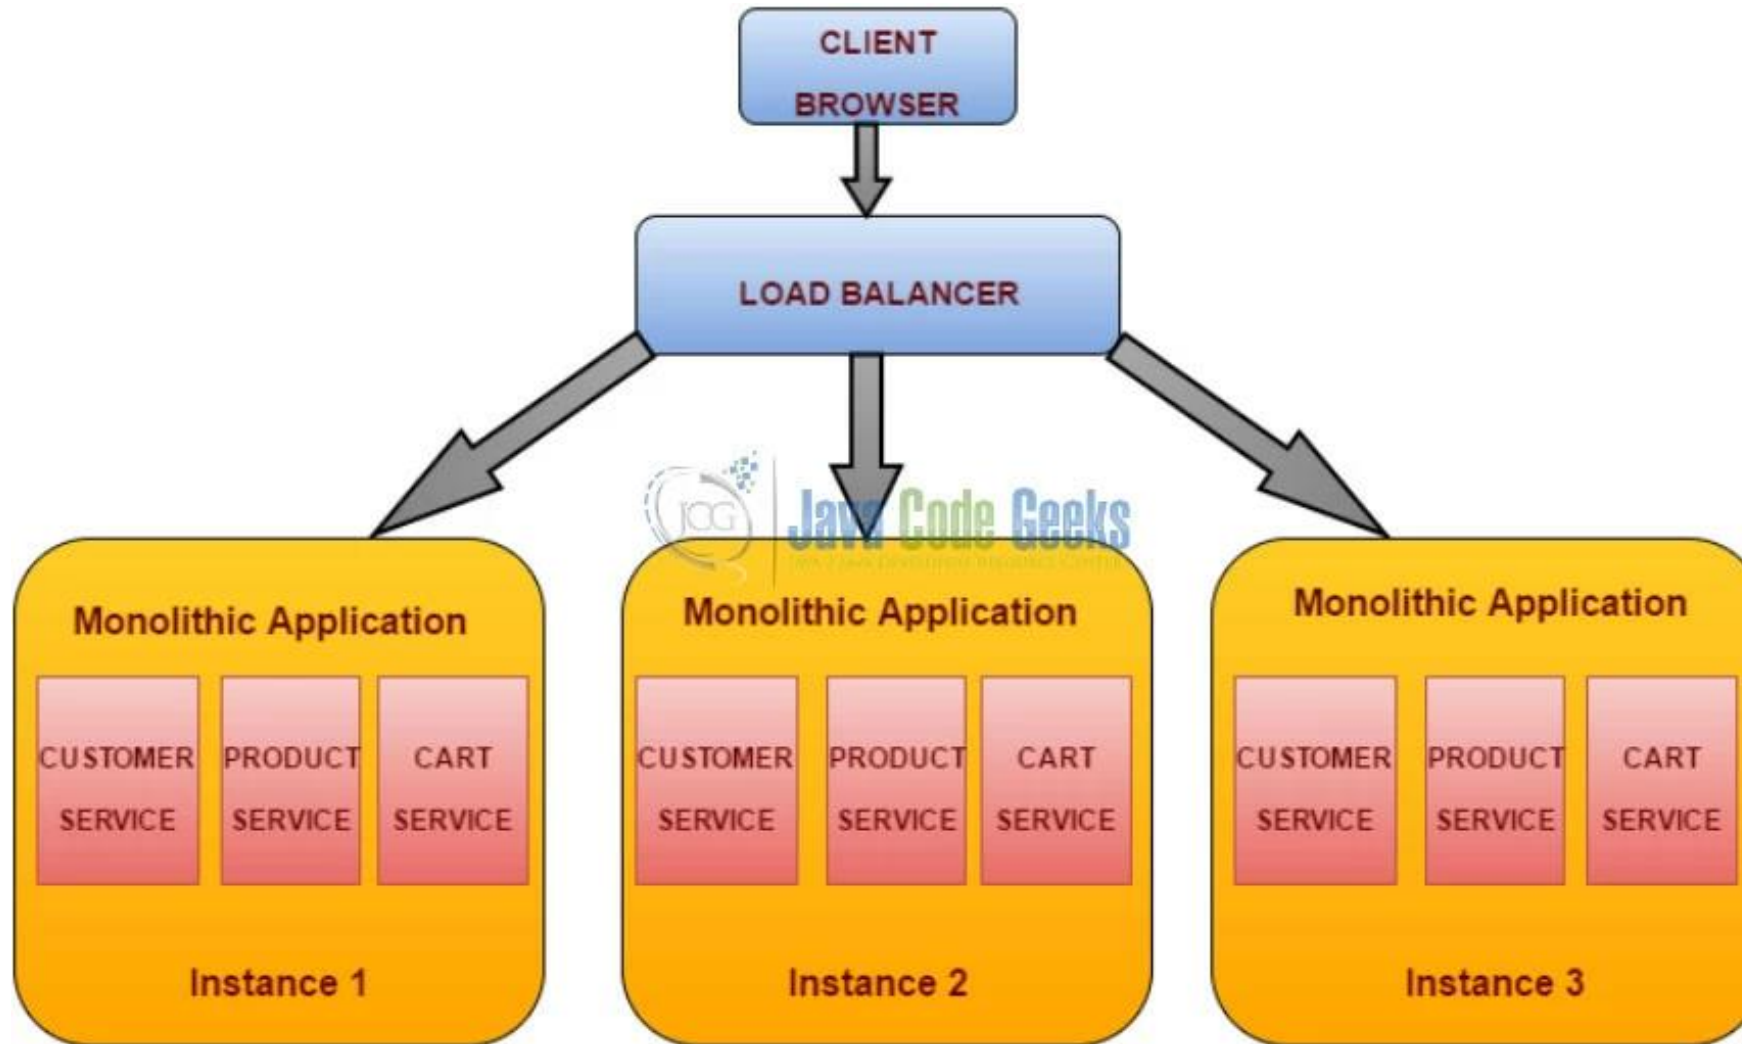 CLIENT
BROWSER
LOAD BALANCER
JCG
Java Code Geeks
Monolithic Application
CUSTOMER
SERVICE
PRODUCT
SERVICE
CART
SERVICE
Instance 1
Monolithic Application
CUSTOMER
SERVICE
PRODUCT
SERVICE
CART
SERVICE
Instance 2
Monolithic Application
CUSTOMER
SERVICE
PRODUCT
SERVICE
CART
SERVICE
Instance 3